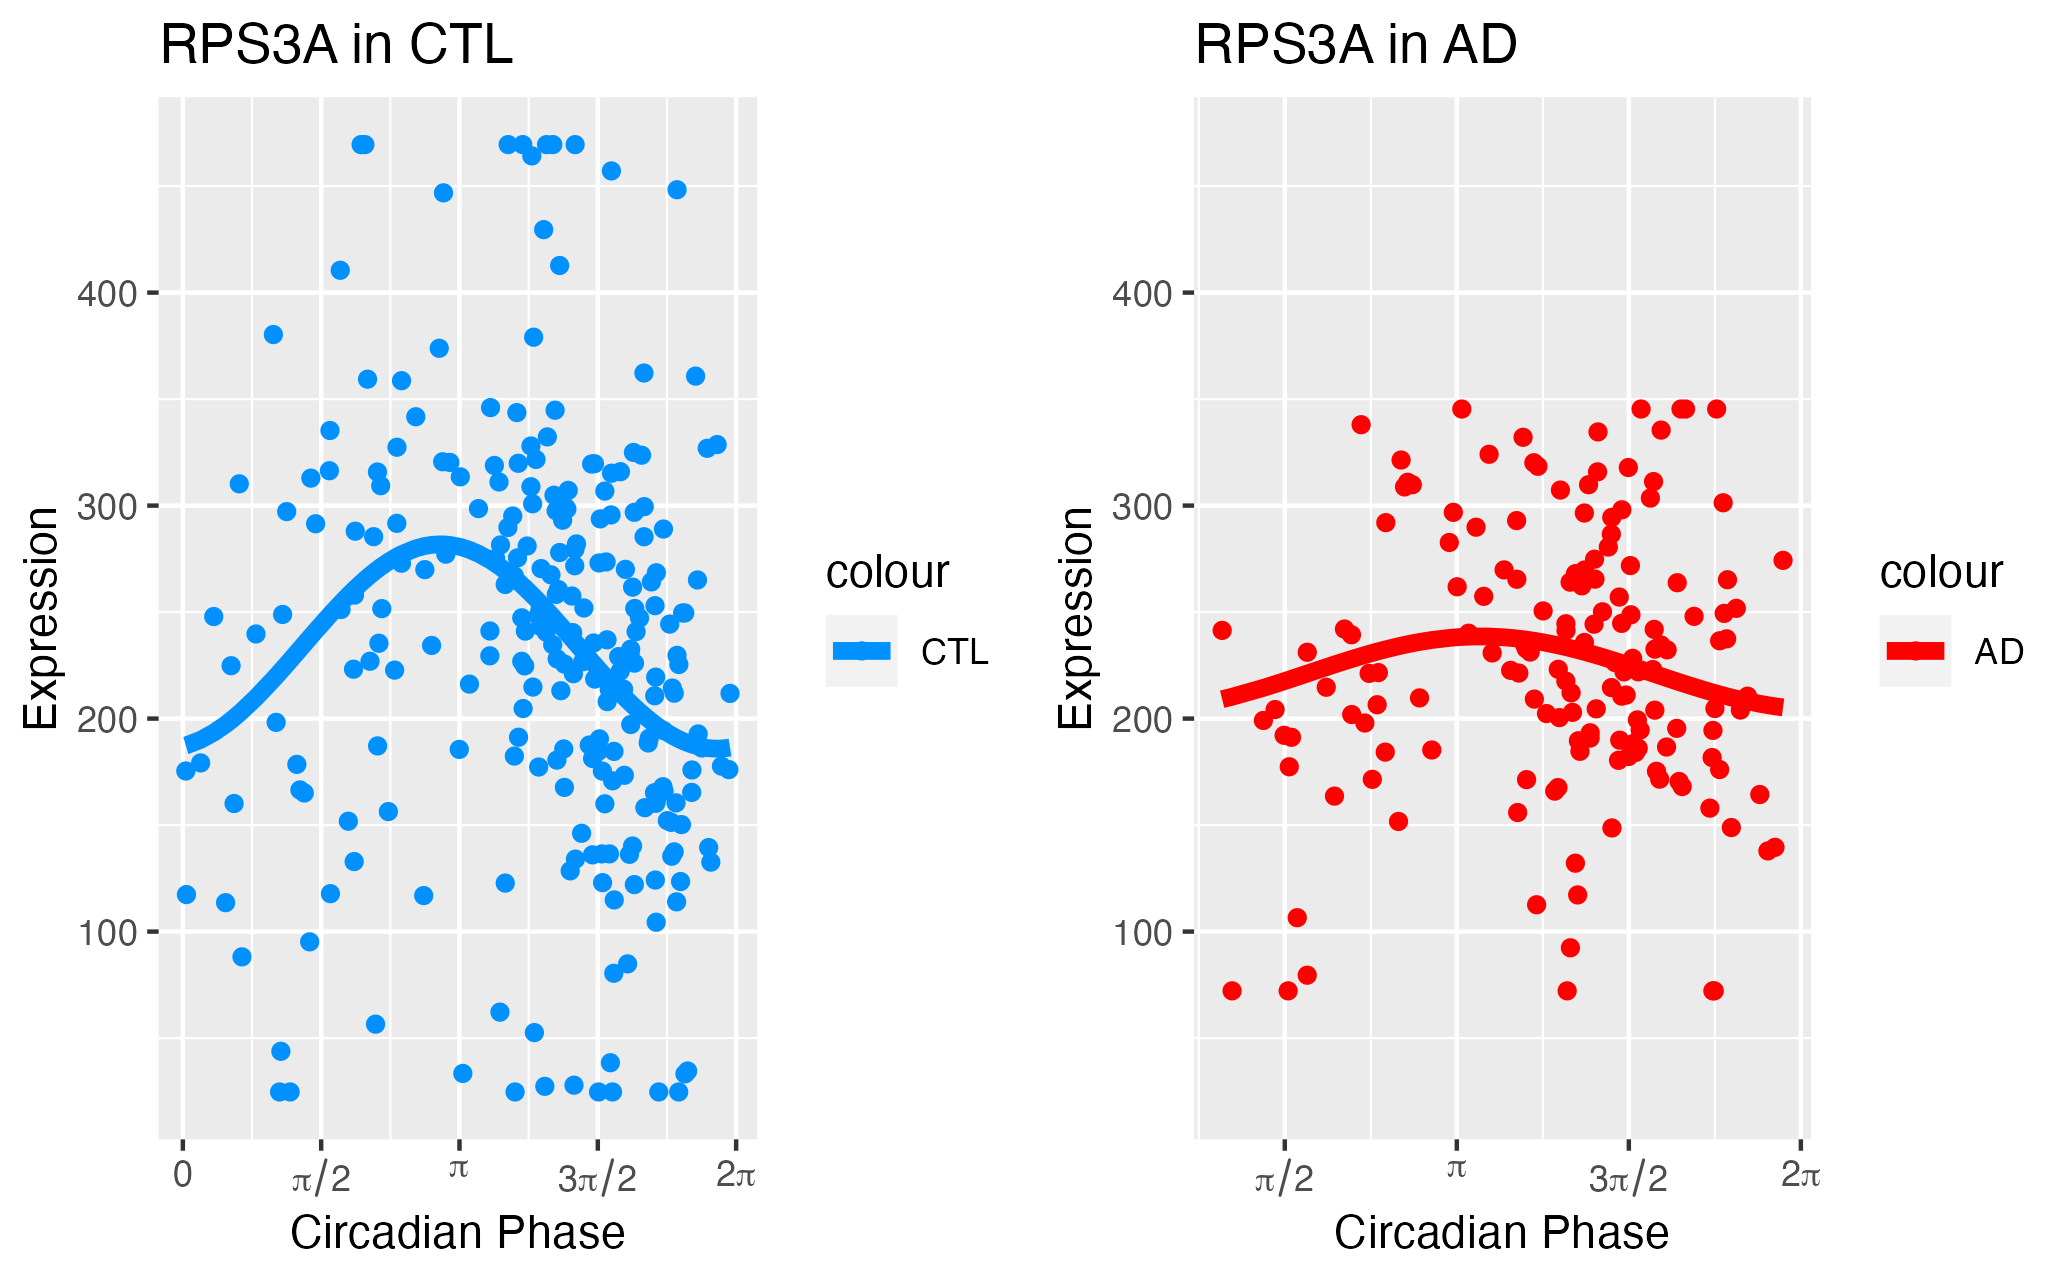 RPS3A in CTL
Expression
400
300
200
100
0
π/2
π
3π/2
2π
Circadian Phase
colour
CTL
RPS3A in AD
Expression
400
300
200
100
π/2
π
3π/2
2π
Circadian Phase
colour
AD